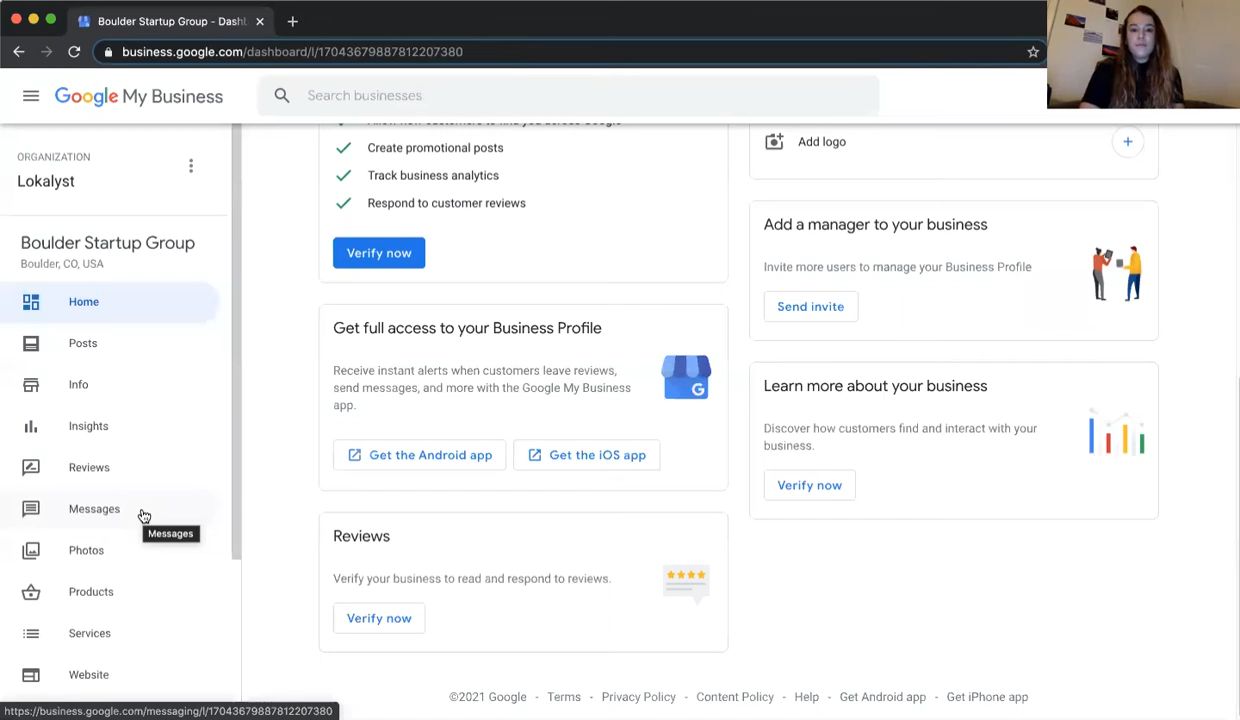 Boulder Startup Group - Dashb
business.google.com/dashboard/l/17043679887812207380
Google My Business
Search businesses
ORGANIZATION
Lokalyst
Boulder Startup Group
Boulder, CO, USA
Home
Posts
Info
Insights
Reviews
Messages
Messages
Photos
Products
Services
Website
https://business.google.com/messaging/l/17043679887812207380
Create promotional posts
Track business analytics
Respond to customer reviews
Verify now
Get full access to your Business Profile
Receive instant alerts when customers leave reviews,
send messages, and more with the Google My Business
app.
G
Get the Android app
Get the iOS app
Reviews
Verify your business to read and respond to reviews.
Verify now
Add logo
Add a manager to your business
Invite more users to manage your Business Profile
Send invite
Learn more about your business
Discover how customers find and interact with your
business.
Verify now
©2021 Google - Terms - Privacy Policy - Content Policy - Help - Get Android app - Get iPhone app